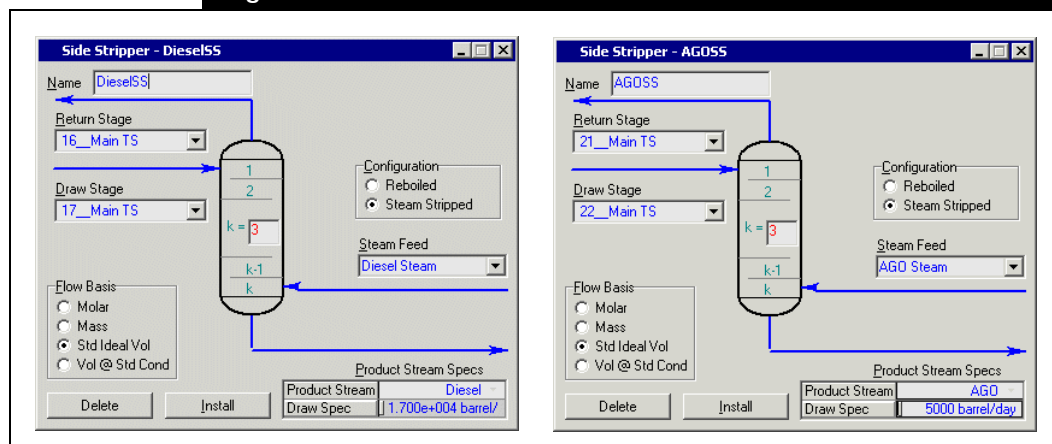 Side Stripper - DieselSS
Name DieselSS
Return Stage
16__Main TS
Draw Stage
17__Main TS
1
2
k = 3
k-1
k
Configuration
Reboiled
Steam Stripped
Steam Feed
Diesel Steam
Flow Basis
Molar
Mass
Std Ideal Vol
Vol @ Std Cond
Product Stream Specs
Product Stream Diesel
Draw Spec 1.700e+004 barrel/
Delete Install
Side Stripper - AGOSS
Name AGOSS
Return Stage
21__Main TS
Draw Stage
22__Main TS
1
2
k = 3
k-1
k
Configuration
Reboiled
Steam Stripped
Steam Feed
AGO Steam
Flow Basis
Molar
Mass
Std Ideal Vol
Vol @ Std Cond
Product Stream Specs
Product Stream AGO
Draw Spec 5000 barrel/day
Delete Install